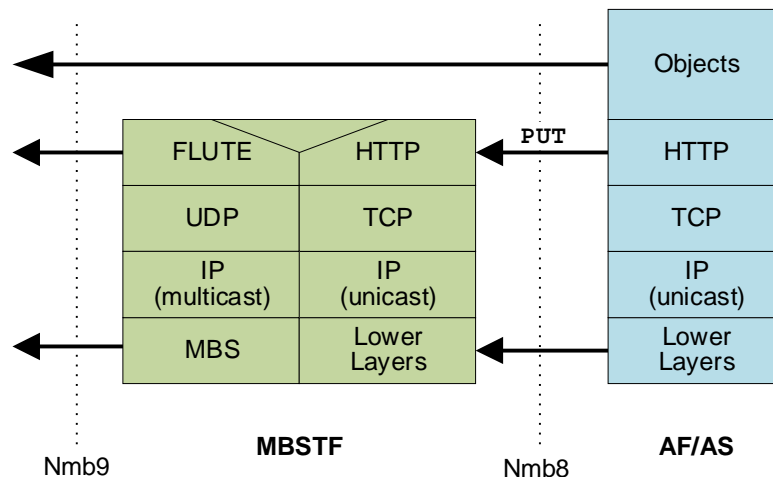 Objects
FLUTE
HTTP
PUT
HTTP
UDP
TCP
TCP
IP
(multicast)
IP
(unicast)
IP
(unicast)
MBS
Lower
Layers
Lower
Layers
MBSTF
AF/AS
Nmb9
Nmb8